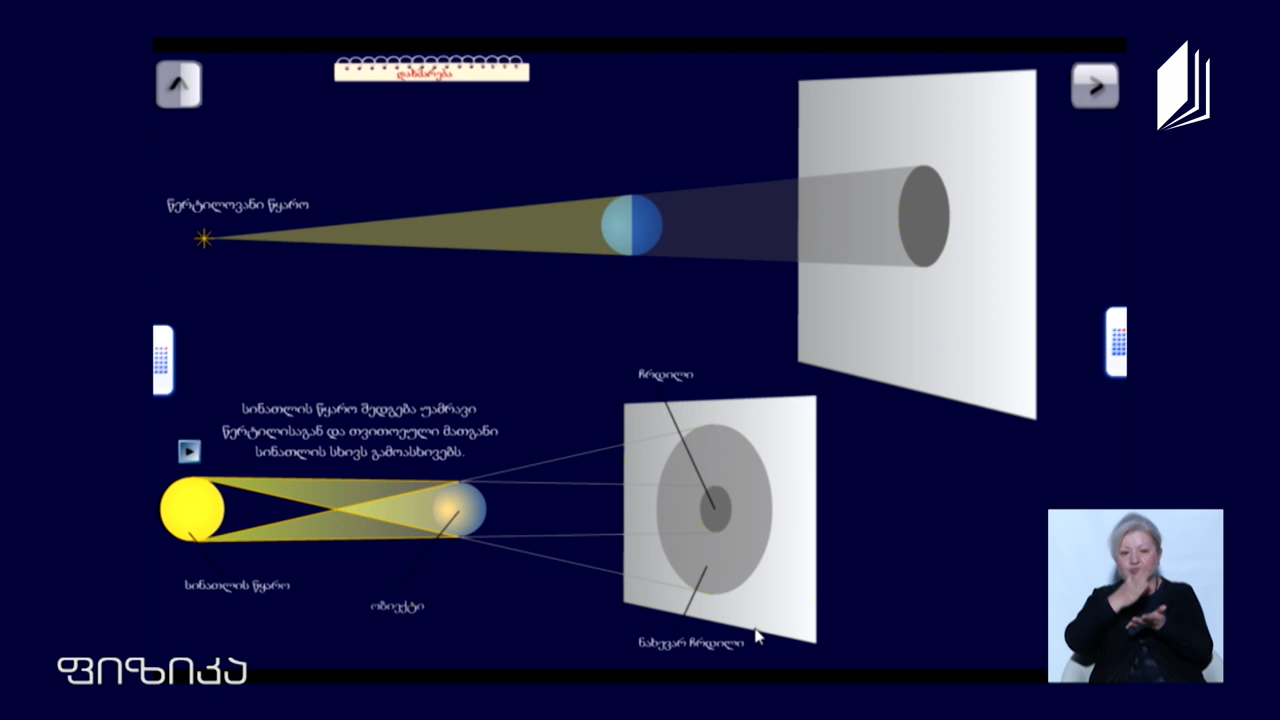 დახმარება
წერტილოვანი წყარო
ჩრდილი
სინათლის წყარო შედგება უამრავი
წერტილისაგან და თვითოეული მათგანი
სინათლის სხივს გამოასხივებს.
სინათლის წყარო
ობიექტი
ნახევარ ჩრდილი
ფიზიკა